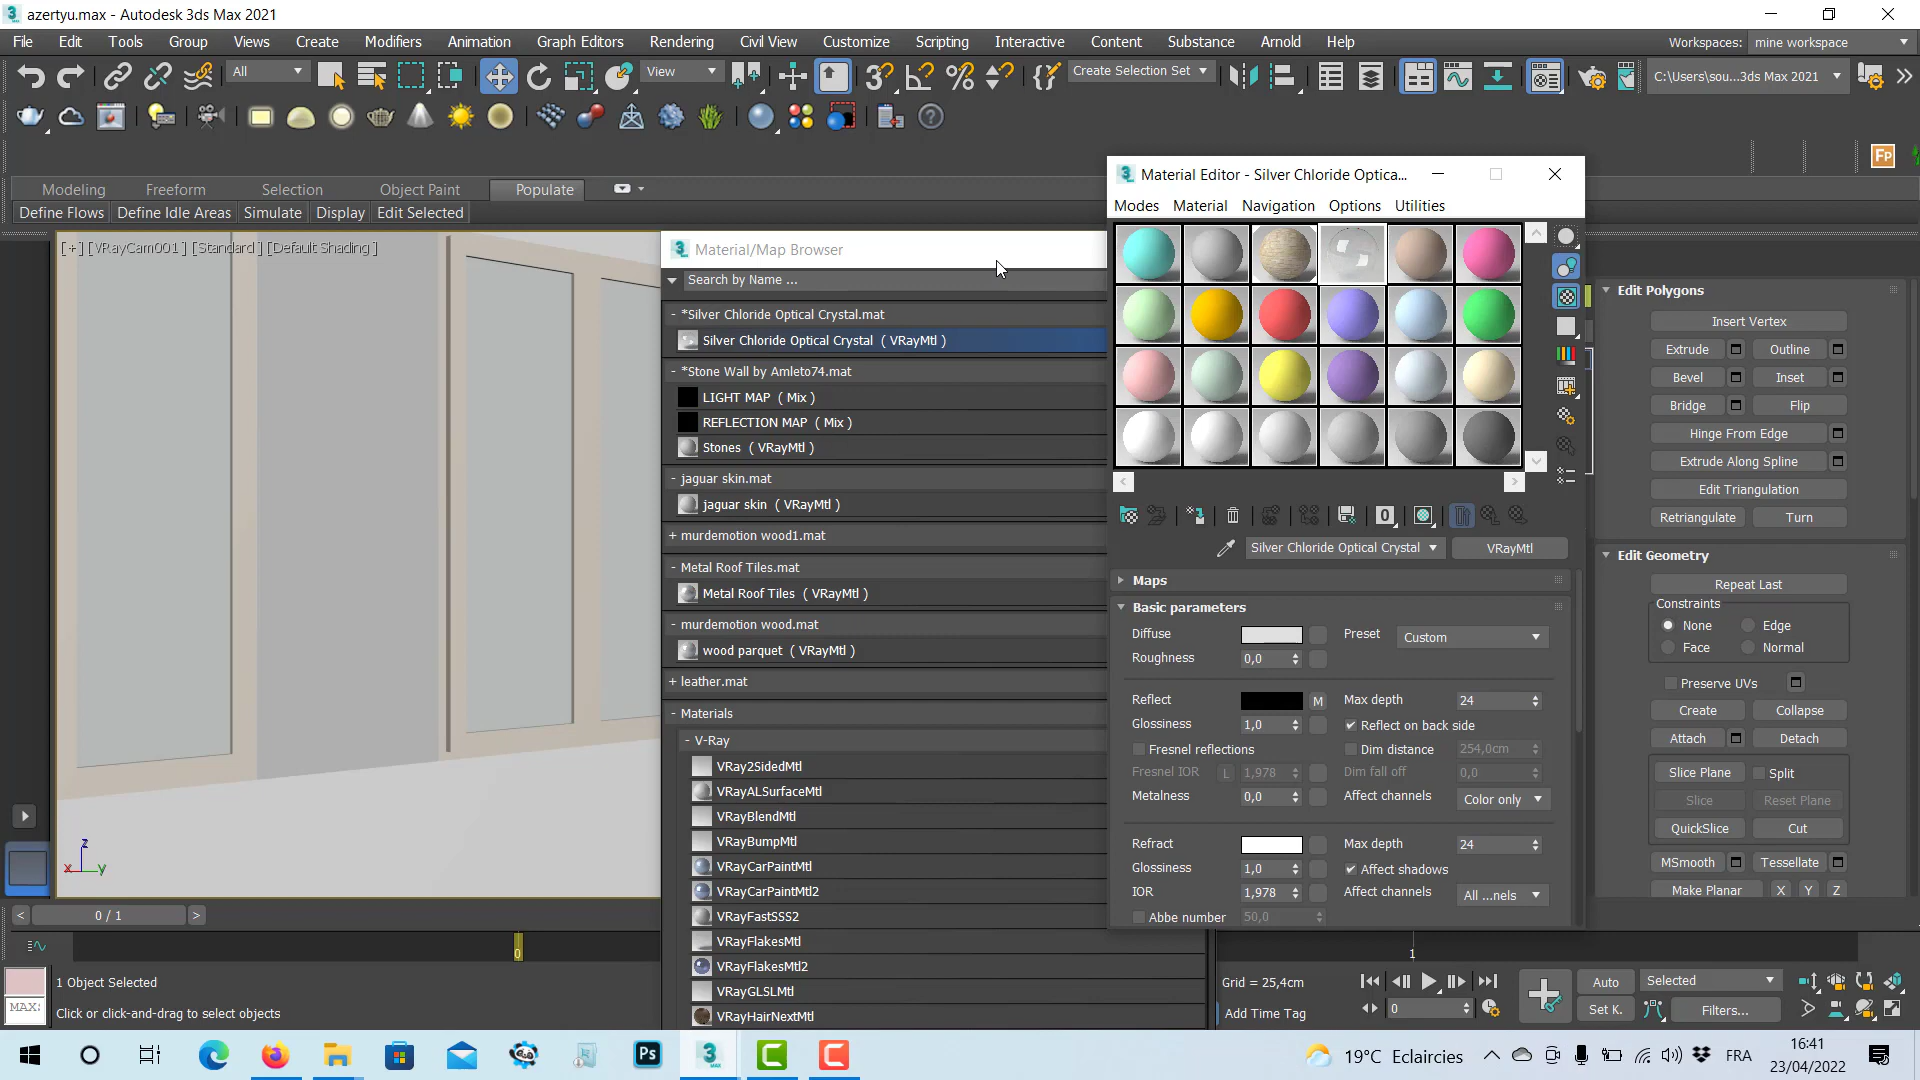 azertyu.max - Autodesk 3ds Max 2021
File Edit Tools Group Views Create Modifiers Animation Graph Editors Rendering Civil View Customize Scripting Interactive Content Substance Arnold Help
Workspaces: mine workspace
All
View
Create Selection Set
C:\Users\sou...3ds Max 2021
Modeling Freeform Selection Object Paint Populate
Define Flows Define Idle Areas Simulate Display Edit Selected
[+] [VRayCam001] [Standard] [Default Shading]
z
x y
0 / 1
0
1 Object Selected
Click or click-and-drag to select objects
MAX:
Material/Map Browser
Search by Name ...
- *Silver Chloride Optical Crystal.mat
Silver Chloride Optical Crystal ( VRayMtl )
- *Stone Wall by Amleto74.mat
LIGHT MAP ( Mix )
REFLECTION MAP ( Mix )
Stones ( VRayMtl )
- jaguar skin.mat
jaguar skin ( VRayMtl )
+ murdemotion wood1.mat
- Metal Roof Tiles.mat
Metal Roof Tiles ( VRayMtl )
- murdemotion wood.mat
wood parquet ( VRayMtl )
+ leather.mat
- Materials
- V-Ray
VRay2SidedMtl
VRayALSurfaceMtl
VRayBlendMtl
VRayBumpMtl
VRayCarPaintMtl
VRayCarPaintMtl2
VRayFastSSS2
VRayFlakesMtl
VRayFlakesMtl2
VRayGLSLMtl
VRayHairNextMtl
Material Editor - Silver Chloride Optica...
Modes Material Navigation Options Utilities
0
Silver Chloride Optical Crystal
VRayMtl
Maps
Basic parameters
Diffuse Preset Custom
Roughness 0,0
Reflect M Max depth 24
Glossiness 1,0 Reflect on back side
Fresnel reflections Dim distance 254,0cm
Fresnel IOR L 1,978 Dim fall off 0,0
Metalness 0,0 Affect channels Color only
Refract Max depth 24
Glossiness 1,0 Affect shadows
IOR 1,978 Affect channels All ...nels
Abbe number 50,0
Fp
Edit Polygons
Insert Vertex
Extrude Outline
Bevel Inset
Bridge Flip
Hinge From Edge
Extrude Along Spline
Edit Triangulation
Retriangulate Turn
Edit Geometry
Repeat Last
Constraints
None Edge
Face Normal
Preserve UVs
Create Collapse
Attach Detach
Slice Plane Split
Slice Reset Plane
QuickSlice Cut
MSmooth Tessellate
Make Planar X Y Z
1
Grid = 25,4cm
Add Time Tag
0
Auto Selected
Set K. Filters...
Ps
3
MAX
C
C
19°C Eclaircies
FRA
16:41
23/04/2022